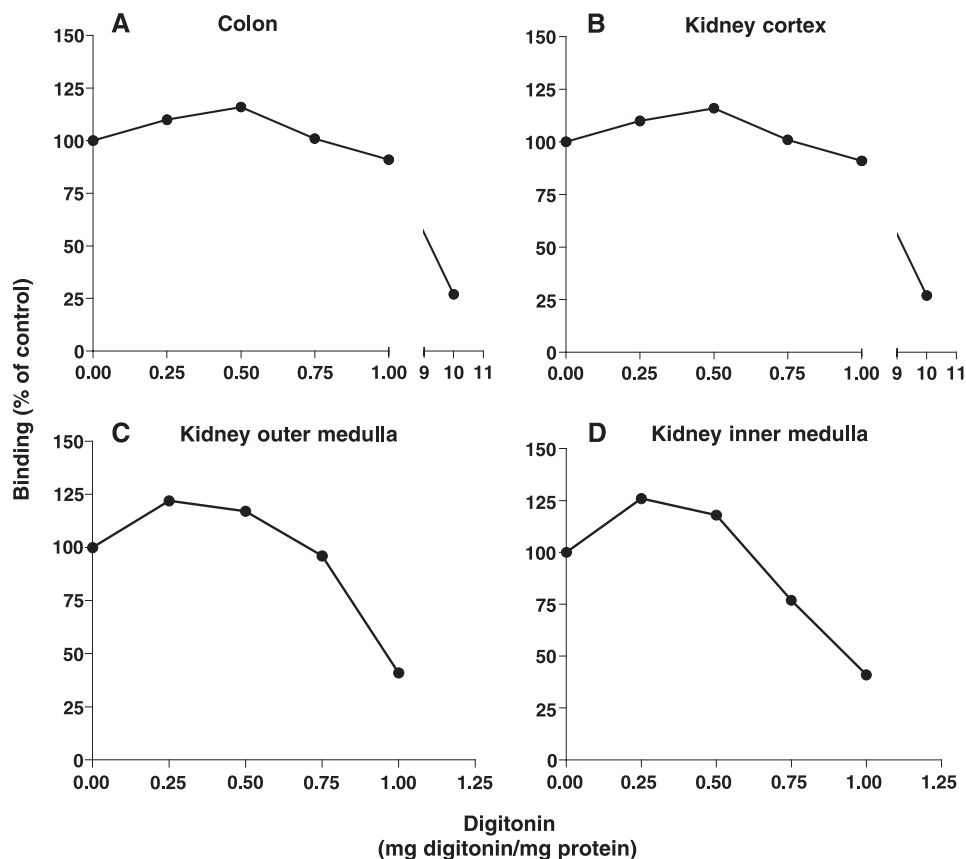 A Colon
150
125
100
75
50
25
0
0.00 0.25 0.50 0.75 1.00 9 10 11
B Kidney cortex
150
125
100
75
50
25
0
0.00 0.25 0.50 0.75 1.00 9 10 11
Binding (% of control)
C Kidney outer medulla
150
125
100
75
50
25
0
0.00 0.25 0.50 0.75 1.00 1.25
D Kidney inner medulla
150
125
100
75
50
25
0
0.00 0.25 0.50 0.75 1.00 1.25
Digitonin
(mg digitonin/mg protein)